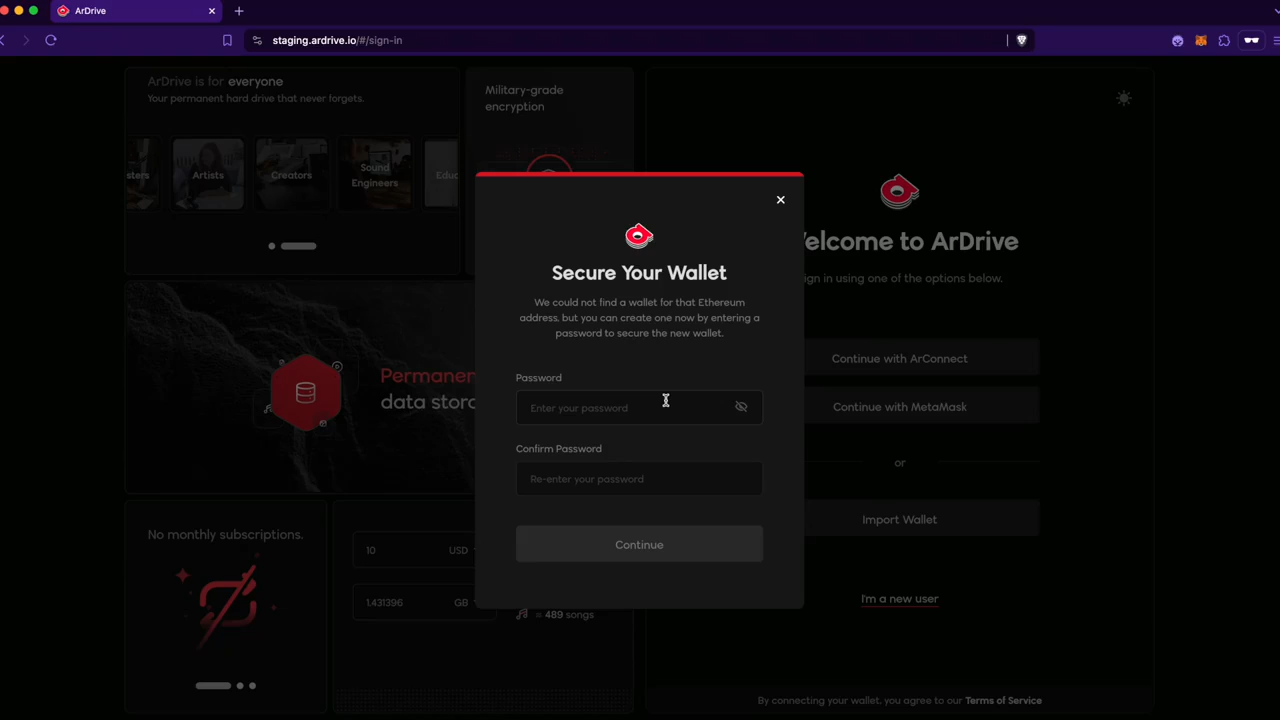 ArDrive
staging.ardrive.io/#/sign-in
ArDrive is for everyone
Your permanent hard drive that never forgets.
sters
Artists
Creators
Sound
Engineers
Educ
Military-grade
encryption
Permanen
data stora
No monthly subscriptions.
10 USD
1.431396 GB
= 489 songs
Secure Your Wallet
We could not find a wallet for that Ethereum
address, but you can create one now by entering a
password to secure the new wallet.
Password
Enter your password
Confirm Password
Re-enter your password
Continue
Welcome to ArDrive
ign in using one of the options below.
Continue with ArConnect
Continue with MetaMask
or
Import Wallet
I'm a new user
By connecting your wallet, you agree to our Terms of Service